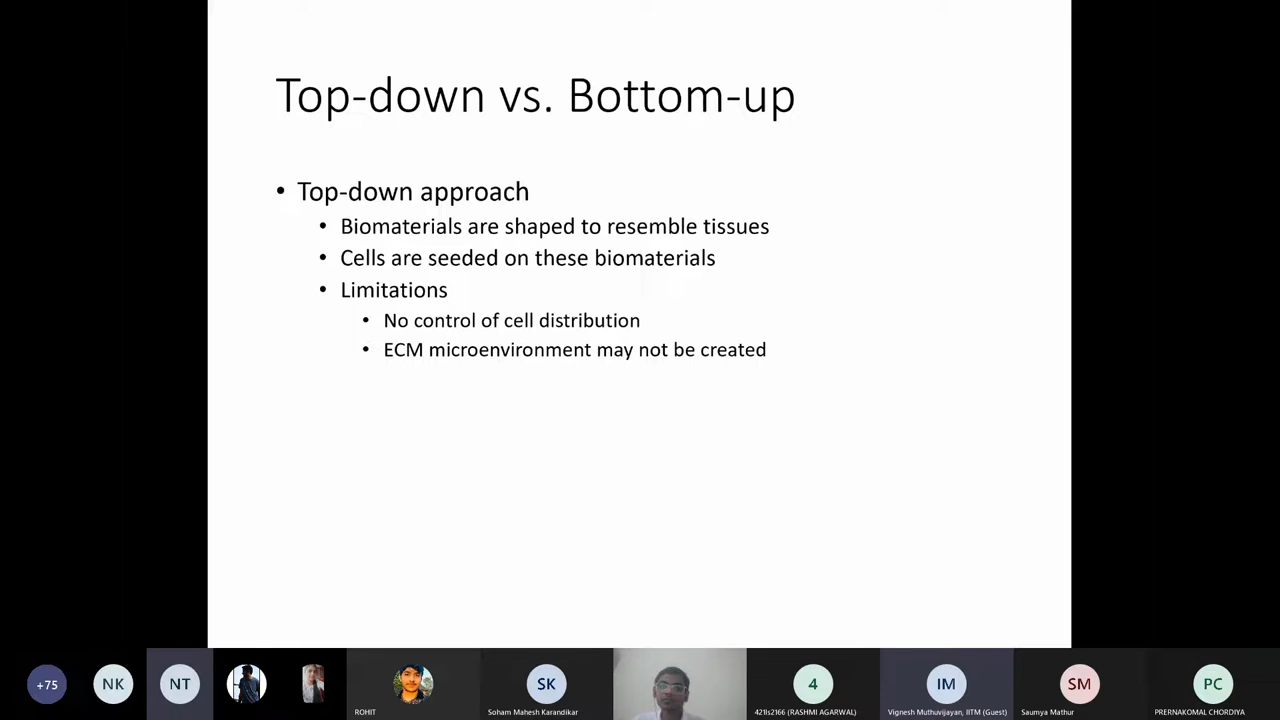 Top-down vs. Bottom-up
• Top-down approach
• Biomaterials are shaped to resemble tissues
• Cells are seeded on these biomaterials
• Limitations
• No control of cell distribution
• ECM microenvironment may not be created
+75
NK
NT
ROHIT
SK
Soham Mahesh Karandikar
4
421ls2166 (RASHMI AGARWAL)
IM
Vignesh Muthuvijayan, IITM (Guest)
SM
Saumya Mathur
PC
PRERNAKOMAL CHORDIYA